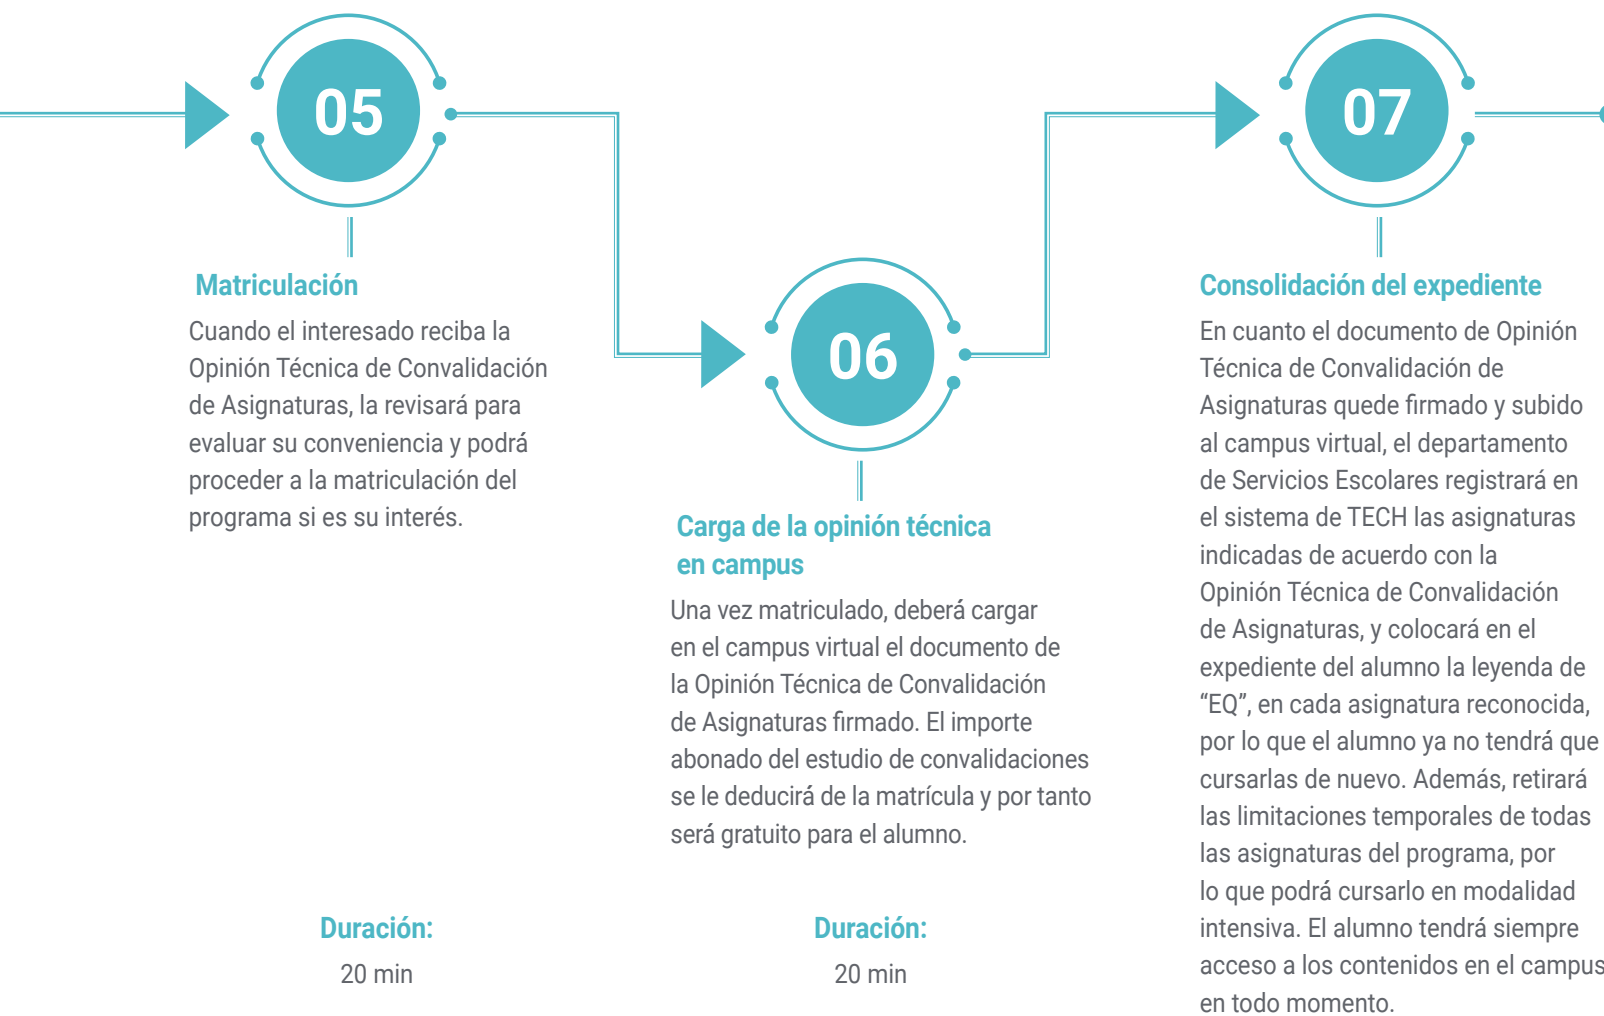 05
Matriculación
Cuando el interesado reciba la
Opinión Técnica de Convalidación
de Asignaturas, la revisará para
evaluar su conveniencia y podrá
proceder a la matriculación del
programa si es su interés.
Duración:
20 min
06
Carga de la opinión técnica
en campus
Una vez matriculado, deberá cargar
en el campus virtual el documento de
la Opinión Técnica de Convalidación
de Asignaturas firmado. El importe
abonado del estudio de convalidaciones
se le deducirá de la matrícula y por tanto
será gratuito para el alumno.
Duración:
20 min
07
Consolidación del expediente
En cuanto el documento de Opinión
Técnica de Convalidación de
Asignaturas quede firmado y subido
al campus virtual, el departamento
de Servicios Escolares registrará en
el sistema de TECH las asignaturas
indicadas de acuerdo con la
Opinión Técnica de Convalidación
de Asignaturas, y colocará en el
expediente del alumno la leyenda de
“EQ”, en cada asignatura reconocida,
por lo que el alumno ya no tendrá que
cursarlas de nuevo. Además, retirará
las limitaciones temporales de todas
las asignaturas del programa, por
lo que podrá cursarlo en modalidad
intensiva. El alumno tendrá siempre
acceso a los contenidos en el campus
en todo momento.